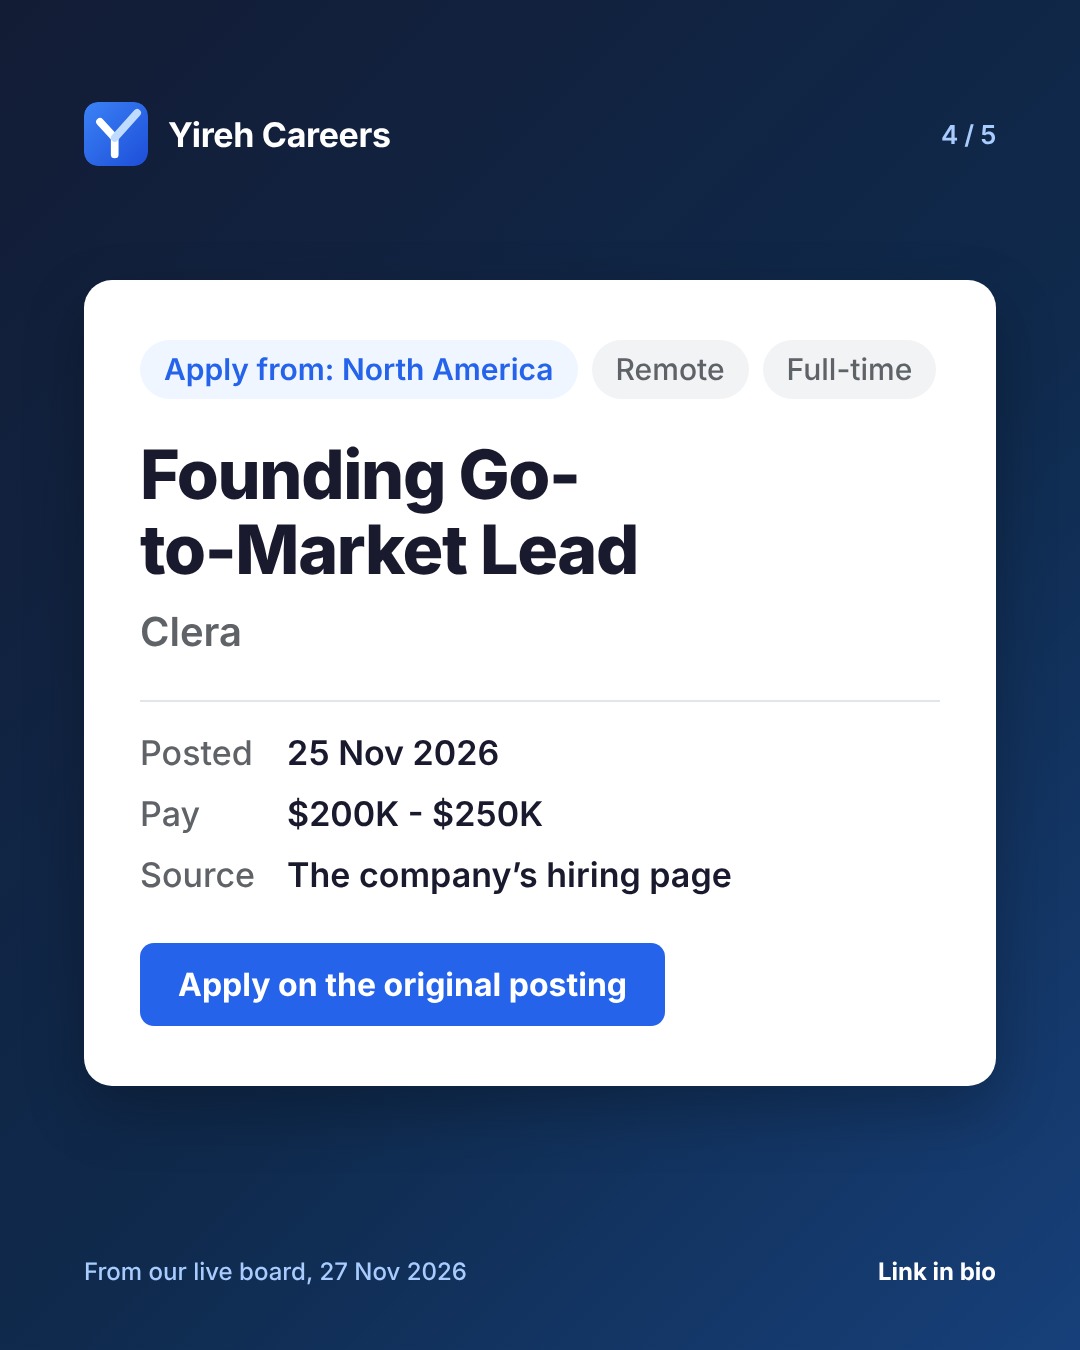 Yireh Careers
4 / 5
Apply from: North America
Remote
Full-time
Founding Go-
to-Market Lead
Clera
Posted 25 Nov 2026
Pay $200K - $250K
Source The company’s hiring page
Apply on the original posting
From our live board, 27 Nov 2026
Link in bio